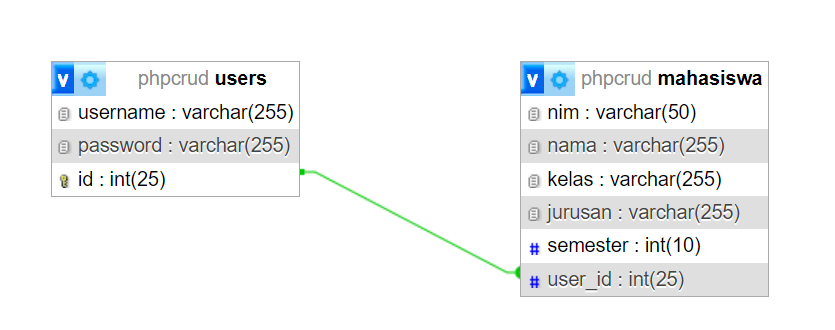 v phpcrud users
username : varchar(255)
password : varchar(255)
id : int(25)
v phpcrud mahasiswa
nim : varchar(50)
nama : varchar(255)
kelas : varchar(255)
jurusan : varchar(255)
# semester : int(10)
# user_id : int(25)